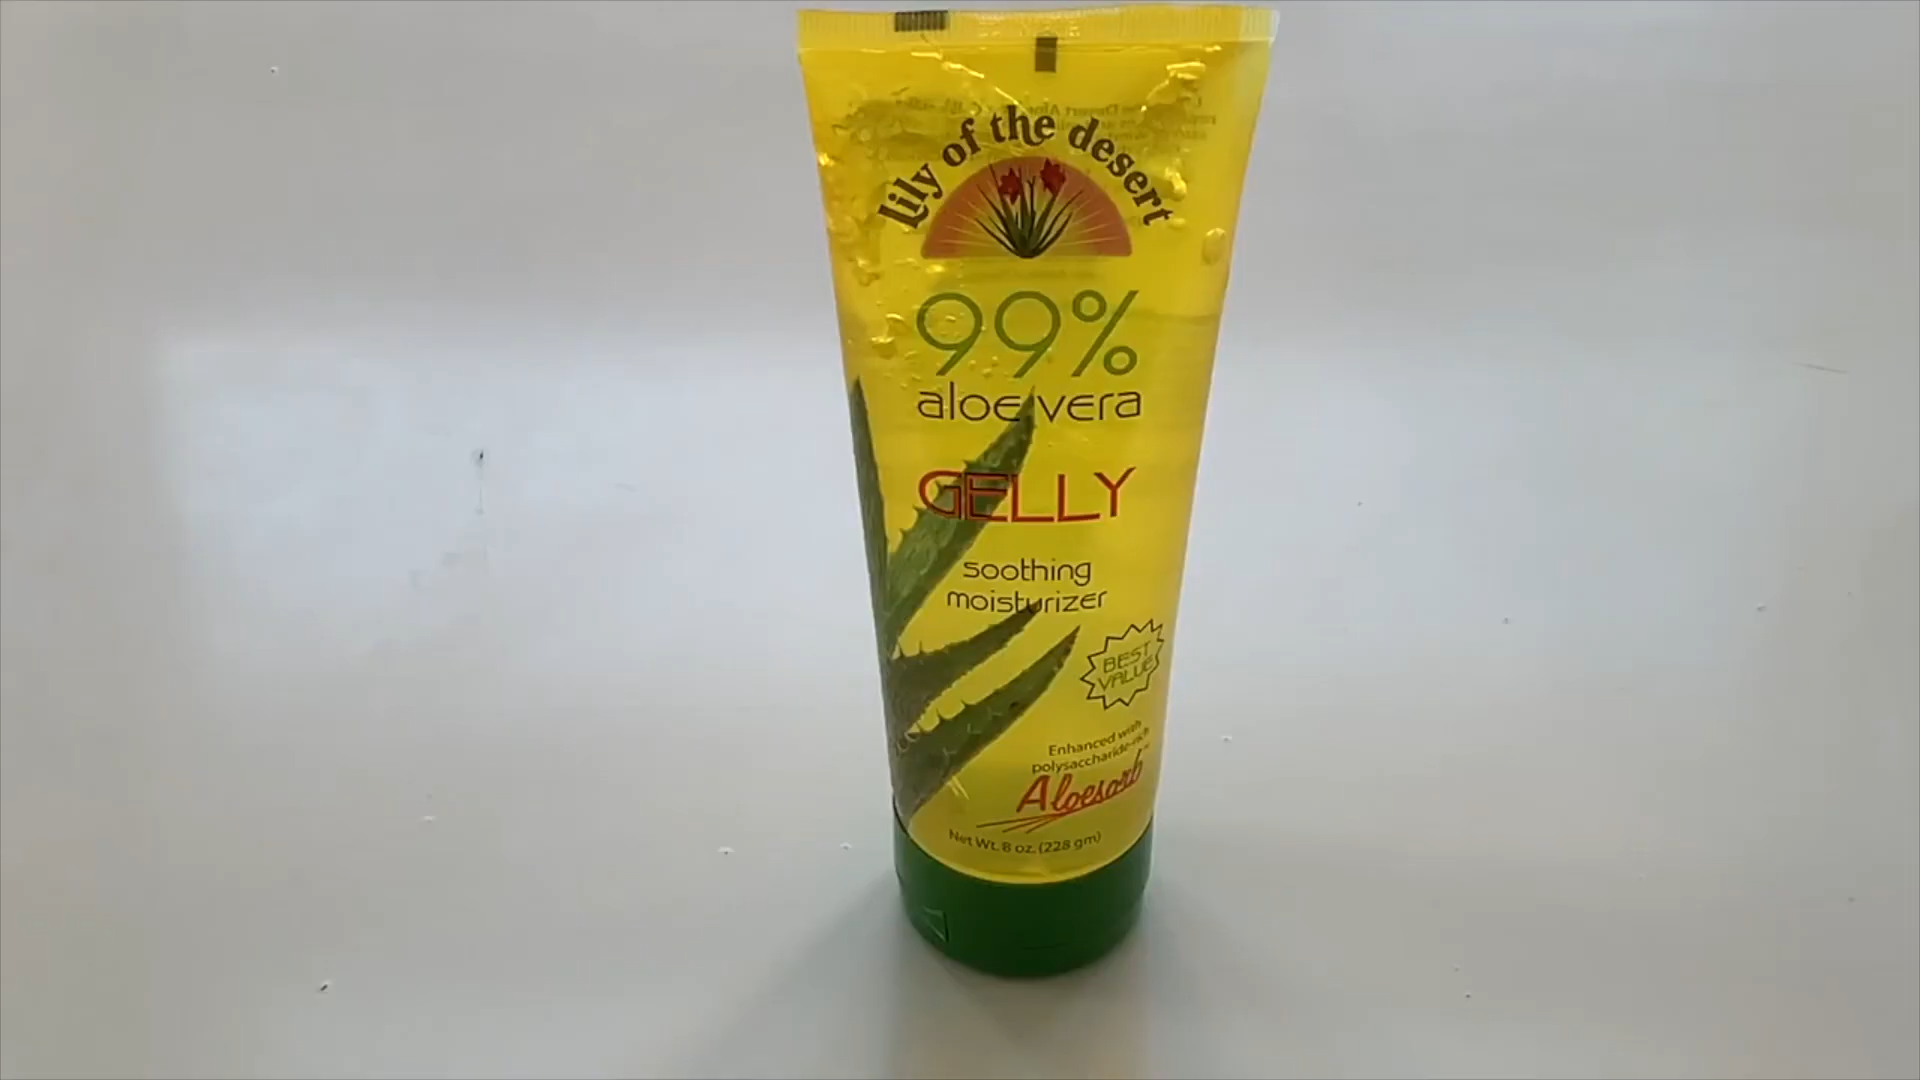 lily of the desert
99%
aloe vera
GELLY
soothing
moisturizer
BEST
VALUE
Enhanced with
polysaccharide-rich
Aloesorb™
Net Wt. 8 oz. (228 gm)